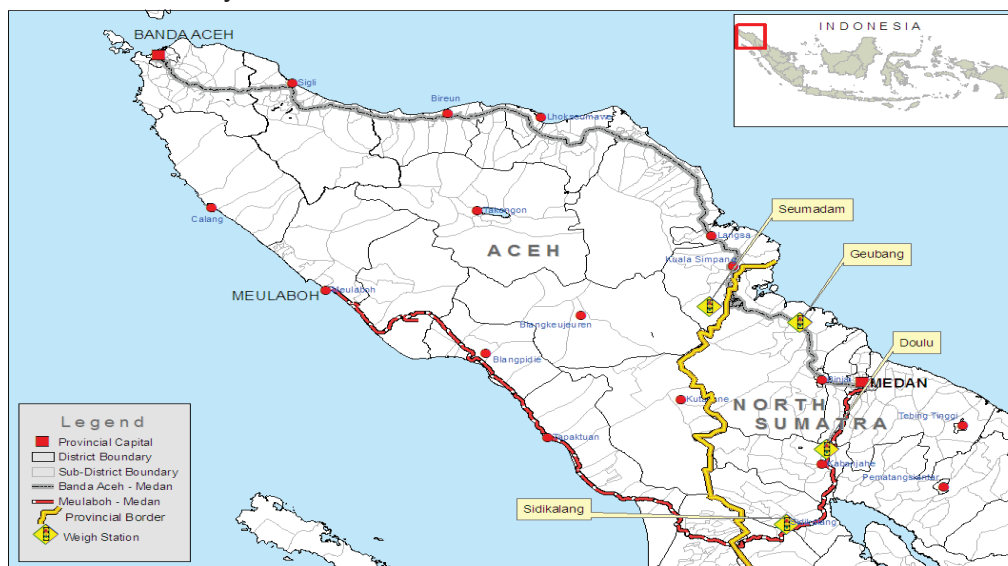 INDONESIA
BANDA ACEH
Sigli
Bireun
Lhokseumawe
Seumadam
Calang
Takengon
Langsa
ACEH
Kuala Simpang
Geubang
MEULABOH
Meulaboh
Blangkeujeuren
Doulu
Blangpidie
Binjai
MEDAN
Kutacane
NORTH
SUMATRA
Tebing Tinggi
Legend
Provincial Capital
District Boundary
Sub-District Boundary
Banda Aceh - Medan
Meulaboh - Medan
Provincial Border
Weigh Station
Tapaktuan
Kabanjahe
Pematangsiantar
Sidikalang
Sidikalang